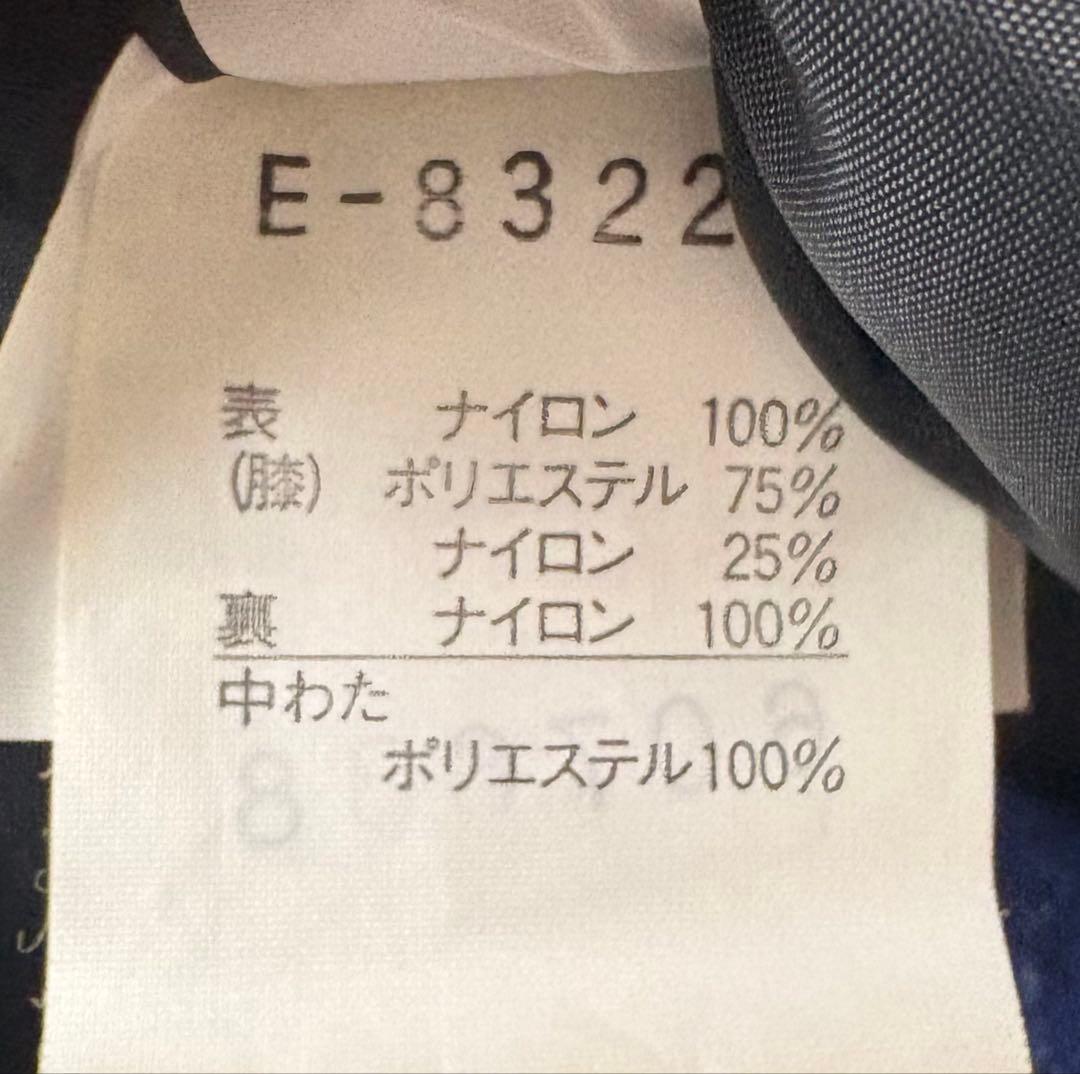 E-8322
表 ナイロン 100%
(膝) ポリエステル 75%
ナイロン 25%
裏 ナイロン 100%
中わた
ポリエステル100%